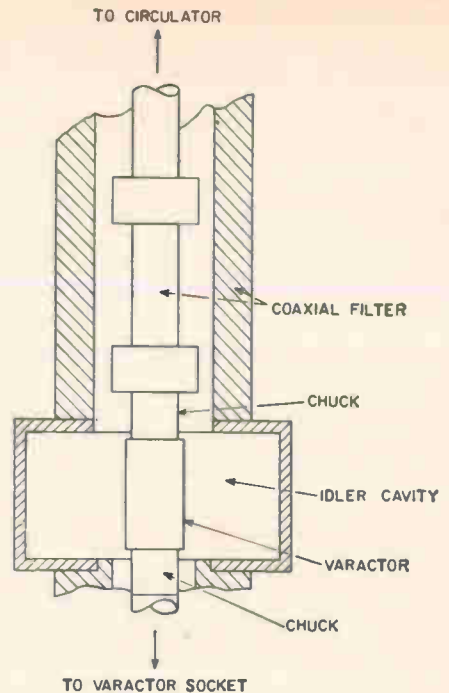 TO CIRCULATOR
COAXIAL FILTER
CHUCK
IDLER CAVITY
VARACTOR
CHUCK
TO VARACTOR SOCKET